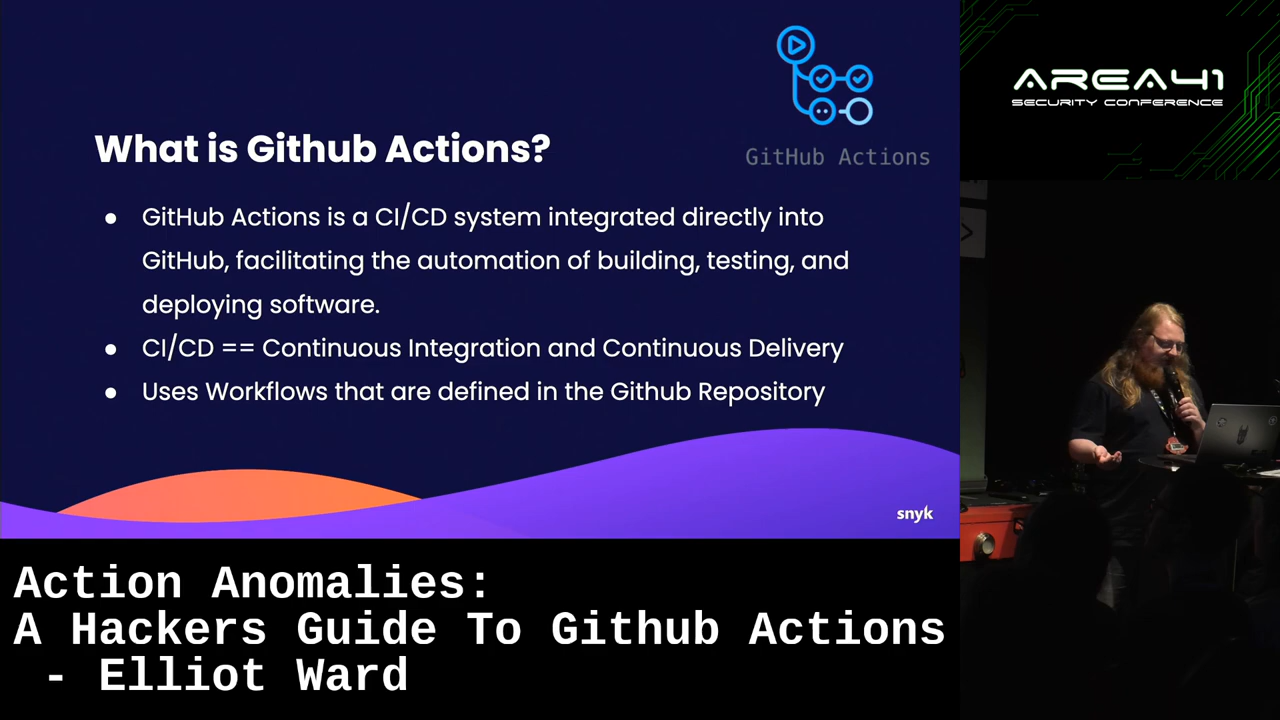 What is Github Actions?
GitHub Actions
● GitHub Actions is a CI/CD system integrated directly into
GitHub, facilitating the automation of building, testing, and
deploying software.
● CI/CD == Continuous Integration and Continuous Delivery
● Uses Workflows that are defined in the Github Repository
snyk
AREA41
SECURITY CONFERENCE
Action Anomalies:
A Hackers Guide To Github Actions
- Elliot Ward